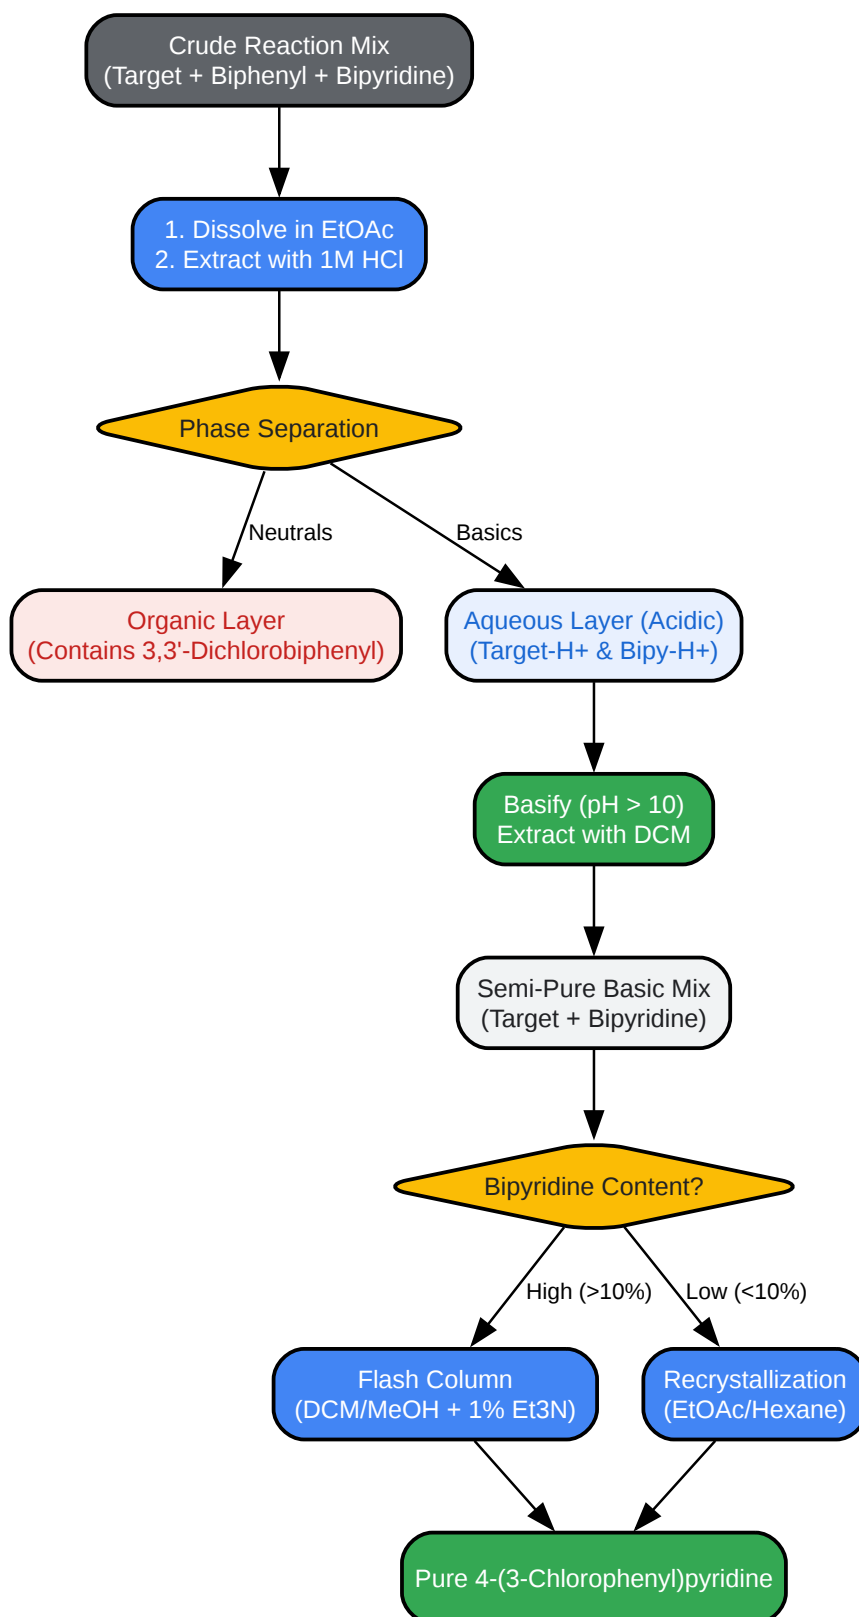 Crude Reaction Mix
(Target + Biphenyl + Bipyridine)
1. Dissolve in EtOAc
2. Extract with 1M HCl
Phase Separation
Neutrals
Basics
Organic Layer
(Contains 3,3'-Dichlorobiphenyl)
Aqueous Layer (Acidic)
(Target-H+ & Bipy-H+)
Basify (pH > 10)
Extract with DCM
Semi-Pure Basic Mix
(Target + Bipyridine)
Bipyridine Content?
High (>10%)
Low (<10%)
Flash Column
(DCM/MeOH + 1% Et3N)
Recrystallization
(EtOAc/Hexane)
Pure 4-(3-Chlorophenyl)pyridine